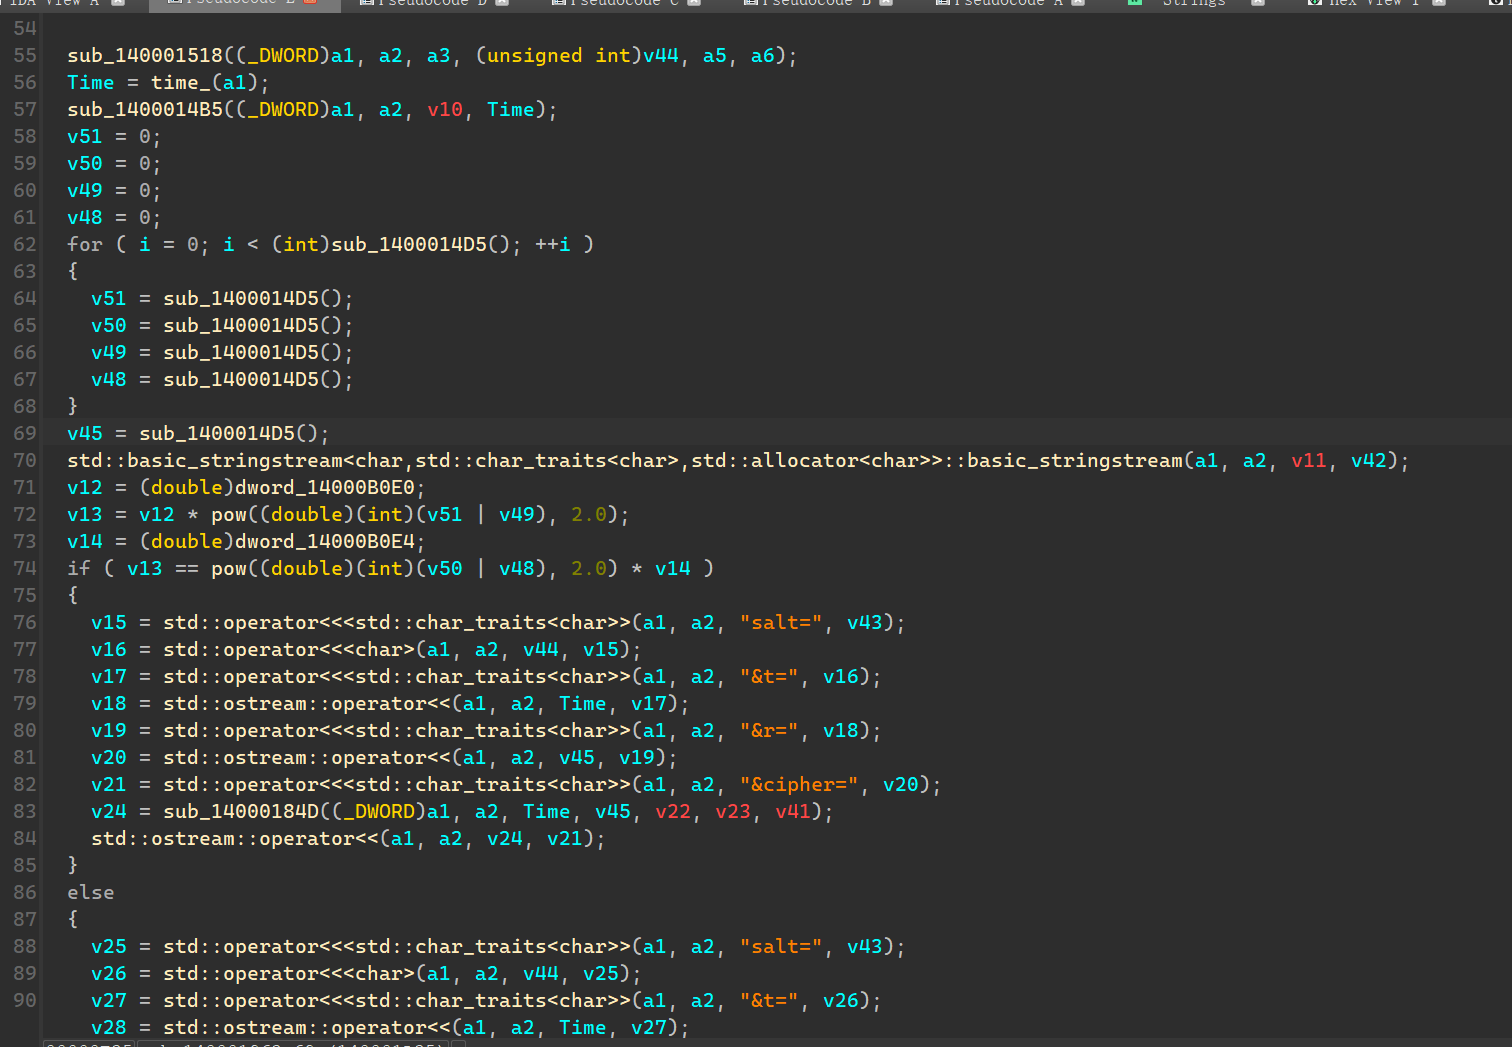 IDA View A Pseudocode E Pseudocode D Pseudocode C Pseudocode B Pseudocode A Strings Hex View 1
54
55 sub_140001518((_DWORD)a1, a2, a3, (unsigned int)v44, a5, a6);
56 Time = time_(a1);
57 sub_1400014B5((_DWORD)a1, a2, v10, Time);
58 v51 = 0;
59 v50 = 0;
60 v49 = 0;
61 v48 = 0;
62 for ( i = 0; i < (int)sub_1400014D5(); ++i )
63 {
64 v51 = sub_1400014D5();
65 v50 = sub_1400014D5();
66 v49 = sub_1400014D5();
67 v48 = sub_1400014D5();
68 }
69 v45 = sub_1400014D5();
70 std::basic_stringstream<char,std::char_traits<char>,std::allocator<char>>::basic_stringstream(a1, a2, v11, v42);
71 v12 = (double)dword_14000B0E0;
72 v13 = v12 * pow((double)(int)(v51 | v49), 2.0);
73 v14 = (double)dword_14000B0E4;
74 if ( v13 == pow((double)(int)(v50 | v48), 2.0) * v14 )
75 {
76 v15 = std::operator<<<std::char_traits<char>>(a1, a2, "salt=", v43);
77 v16 = std::operator<<<char>(a1, a2, v44, v15);
78 v17 = std::operator<<<std::char_traits<char>>(a1, a2, "&t=", v16);
79 v18 = std::ostream::operator<<(a1, a2, Time, v17);
80 v19 = std::operator<<<std::char_traits<char>>(a1, a2, "&r=", v18);
81 v20 = std::ostream::operator<<(a1, a2, v45, v19);
82 v21 = std::operator<<<std::char_traits<char>>(a1, a2, "&cipher=", v20);
83 v24 = sub_14000184D((_DWORD)a1, a2, Time, v45, v22, v23, v41);
84 std::ostream::operator<<(a1, a2, v24, v21);
85 }
86 else
87 {
88 v25 = std::operator<<<std::char_traits<char>>(a1, a2, "salt=", v43);
89 v26 = std::operator<<<char>(a1, a2, v44, v25);
90 v27 = std::operator<<<std::char_traits<char>>(a1, a2, "&t=", v26);
v28 = std::ostream::operator<<(a1, a2, Time, v27);